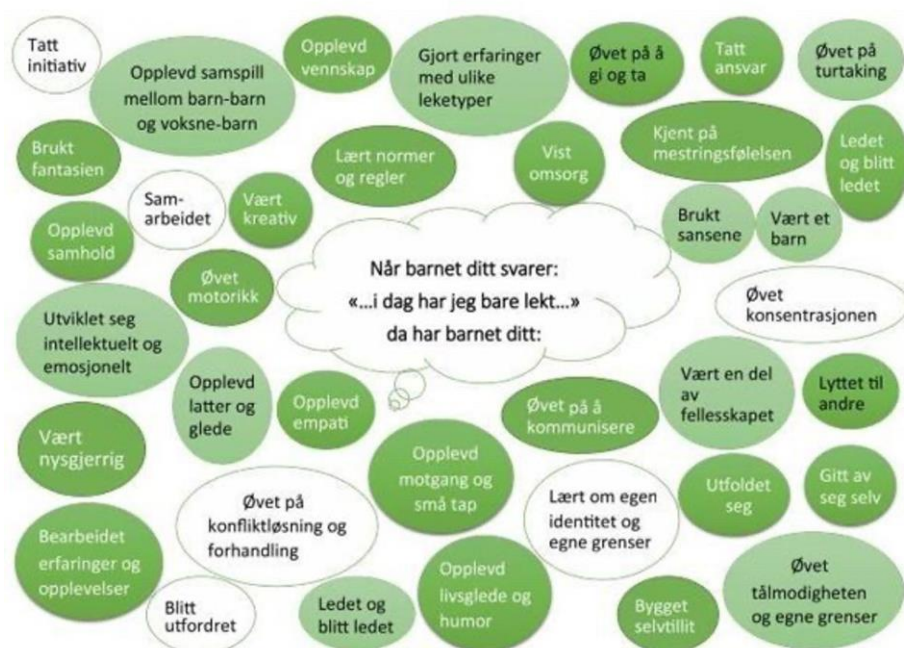 Tatt
initiativ
Opplevd samspill
mellom barn-barn
og voksne-barn
Opplevd
vennskap
Gjort erfaringer
med ulike
leketyper
Øvet på å
gi og ta
Tatt
ansvar
Øvet på
turtaking
Brukt
fantasien
Lært normer
og regler
Vist
omsorg
Kjent på
mestringsfølelsen
Ledet
og blitt
ledet
Sam-
arbeidet
Vært
kreativ
Opplevd
samhold
Brukt
sansene
Vært et
barn
Når barnet ditt svarer:
«...i dag har jeg bare lekt...»
da har barnet ditt:
Øvet
motorikk
Øvet
konsentrasjonen
Utviklet seg
intellektuelt og
emosjonelt
Opplevd
latter og
glede
Opplevd
empati
Øvet på å
kommunisere
Vært en del
av
fellesskapet
Lyttet til
andre
Vært
nysgjerrig
Øvet på
konfliktløsning og
forhandling
Opplevd
motgang og
små tap
Lært om egen
identitet og
egne grenser
Utfoldet
seg
Gitt av
seg selv
Bearbeidet
erfaringer og
opplevelser
Blitt
utfordret
Ledet og
blitt ledet
Opplevd
livsglede og
humor
Bygget
selvtillit
Øvet
tålmodigheten
og egne grenser